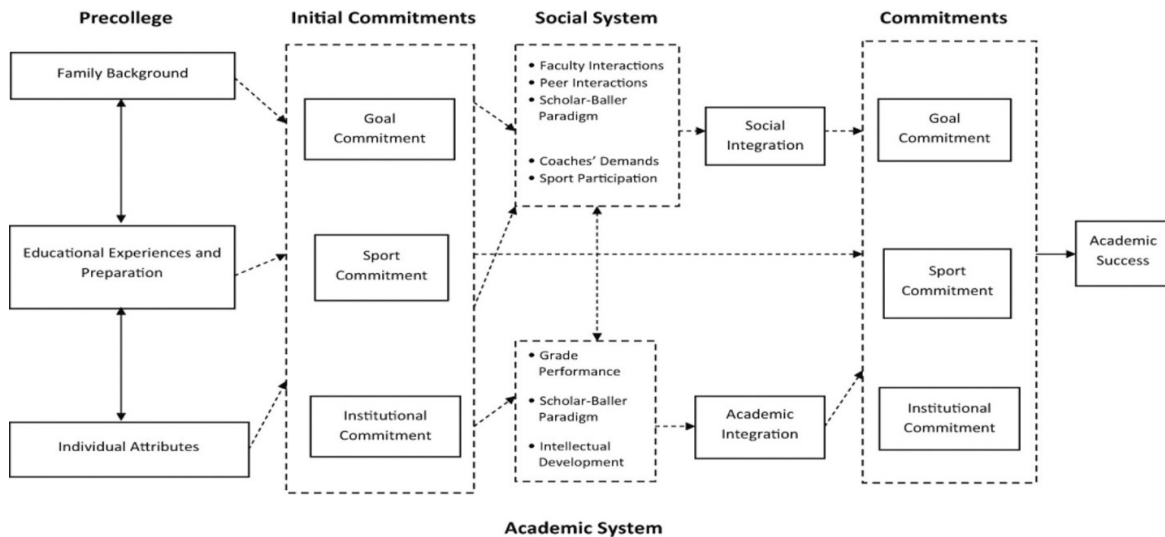 Precollege
Initial Commitments
Social System
Commitments
Family Background
Educational Experiences and
Preparation
Individual Attributes
Goal
Commitment
Sport
Commitment
Institutional
Commitment
• Faculty Interactions
• Peer Interactions
• Scholar-Baller
Paradigm
• Coaches’ Demands
• Sport Participation
• Grade
Performance
• Scholar-Baller
Paradigm
• Intellectual
Development
Social
Integration
Academic
Integration
Goal
Commitment
Sport
Commitment
Institutional
Commitment
Academic
Success
Academic System